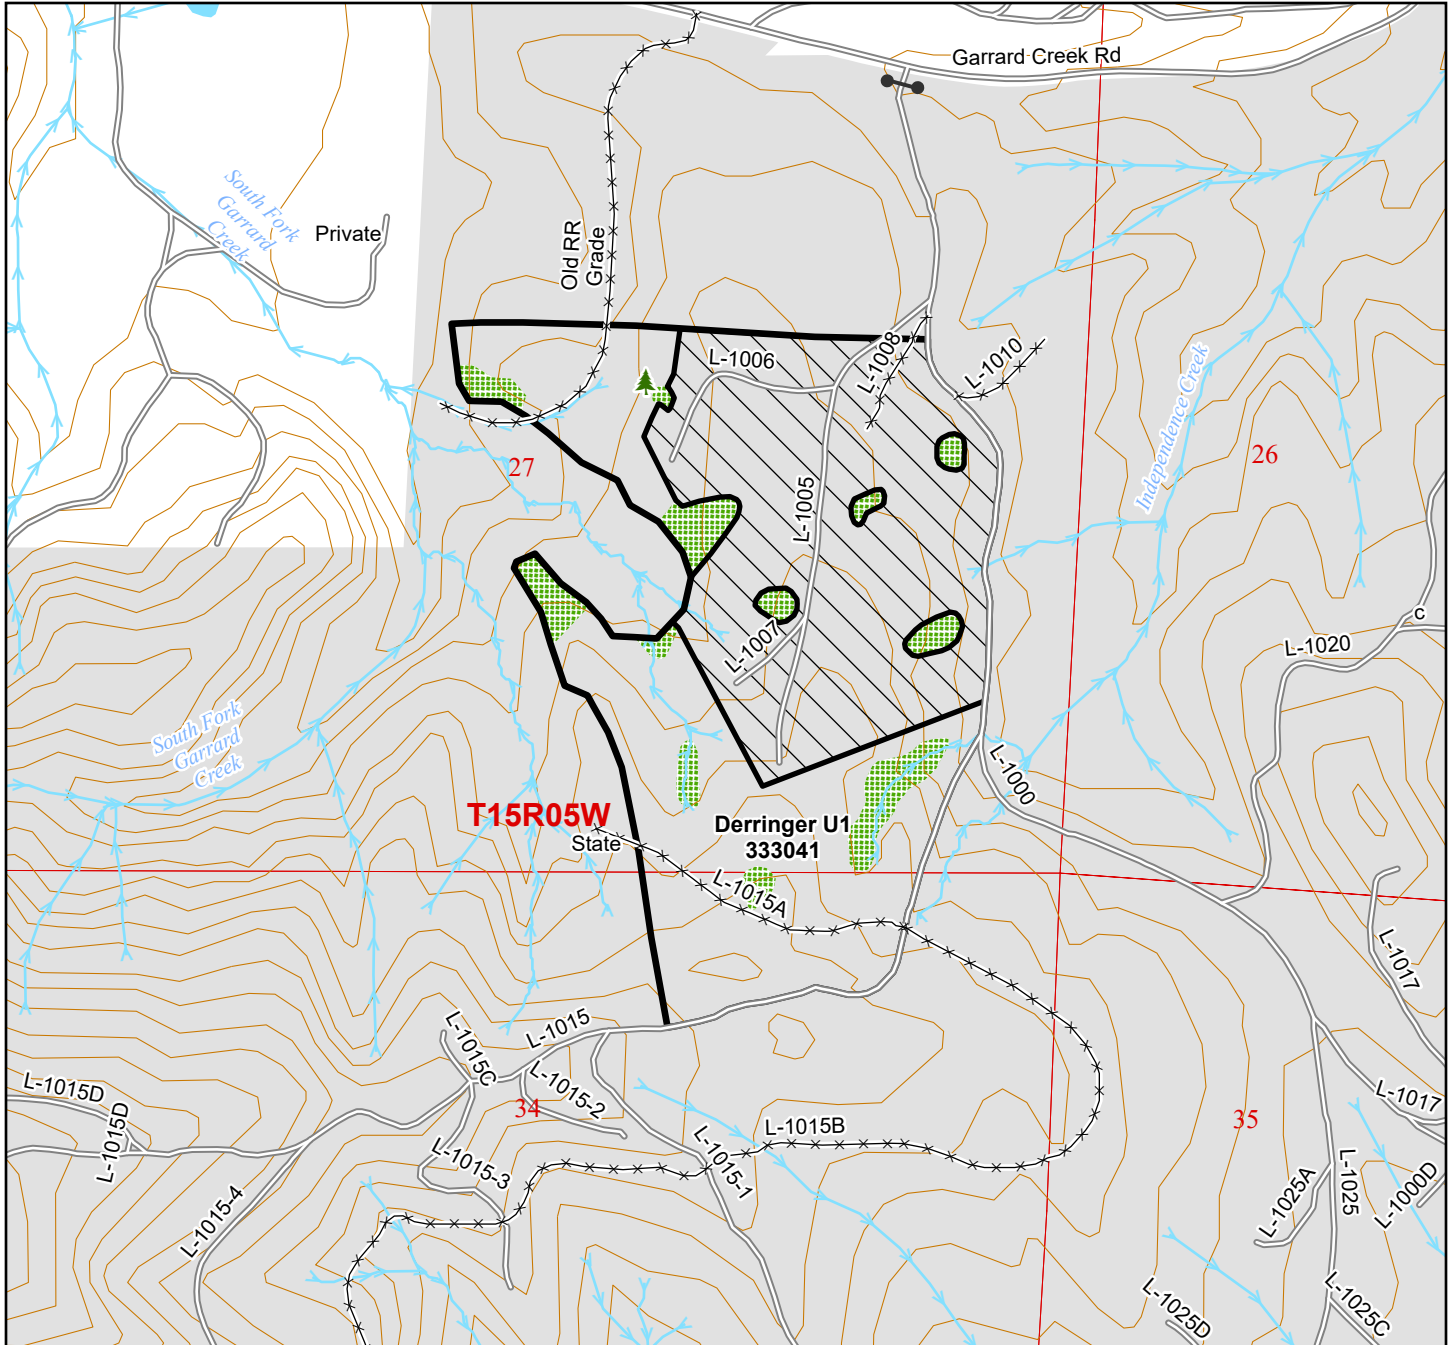 Garrard Creek Rd
South Fork
Garrard
Creek
Private
Old RR
Grade
L-1006
L-1008
L-1010
Independence Creek
27
26
L-1005
L-1007
c
L-1020
South Fork
Garrard
Creek
L-1000
T15R05W
State
Derringer U1
333041
L-1015A
L-1017
L-1015
L-1015C
L-1015-2
L-1015D
L-1015D
34
L-1015B
L-1015-1
L-1015-3
L-1015-4
35
L-1017
L-1025
L-1025A
L-1000D
L-1025C
L-1025D